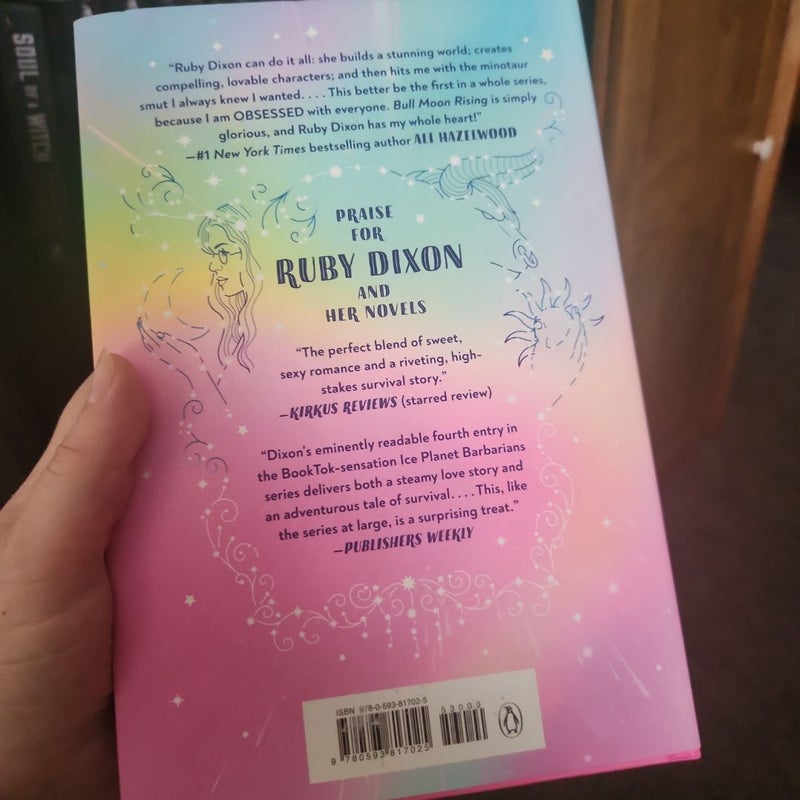 SOUL OF A WITCH
“Ruby Dixon can do it all: she builds a stunning world; creates
compelling, lovable characters; and then hits me with the minotaur
smut I always knew I wanted. . . . This better be the first in a whole series,
because I am OBSESSED with everyone. Bull Moon Rising is simply
glorious, and Ruby Dixon has my whole heart!”
—#1 New York Times bestselling author ALI HAZELWOOD
PRAISE
FOR
RUBY DIXON
AND
HER NOVELS
“The perfect blend of sweet,
sexy romance and a riveting, high-
stakes survival story.”
—KIRKUS REVIEWS (starred review)
“Dixon’s eminently readable fourth entry in
the BookTok-sensation Ice Planet Barbarians
series delivers both a steamy love story and
an adventurous tale of survival. . . . This, like
the series at large, is a surprising treat.”
—PUBLISHERS WEEKLY
ISBN 978-0-593-81702-5
53000
9 780593 817025